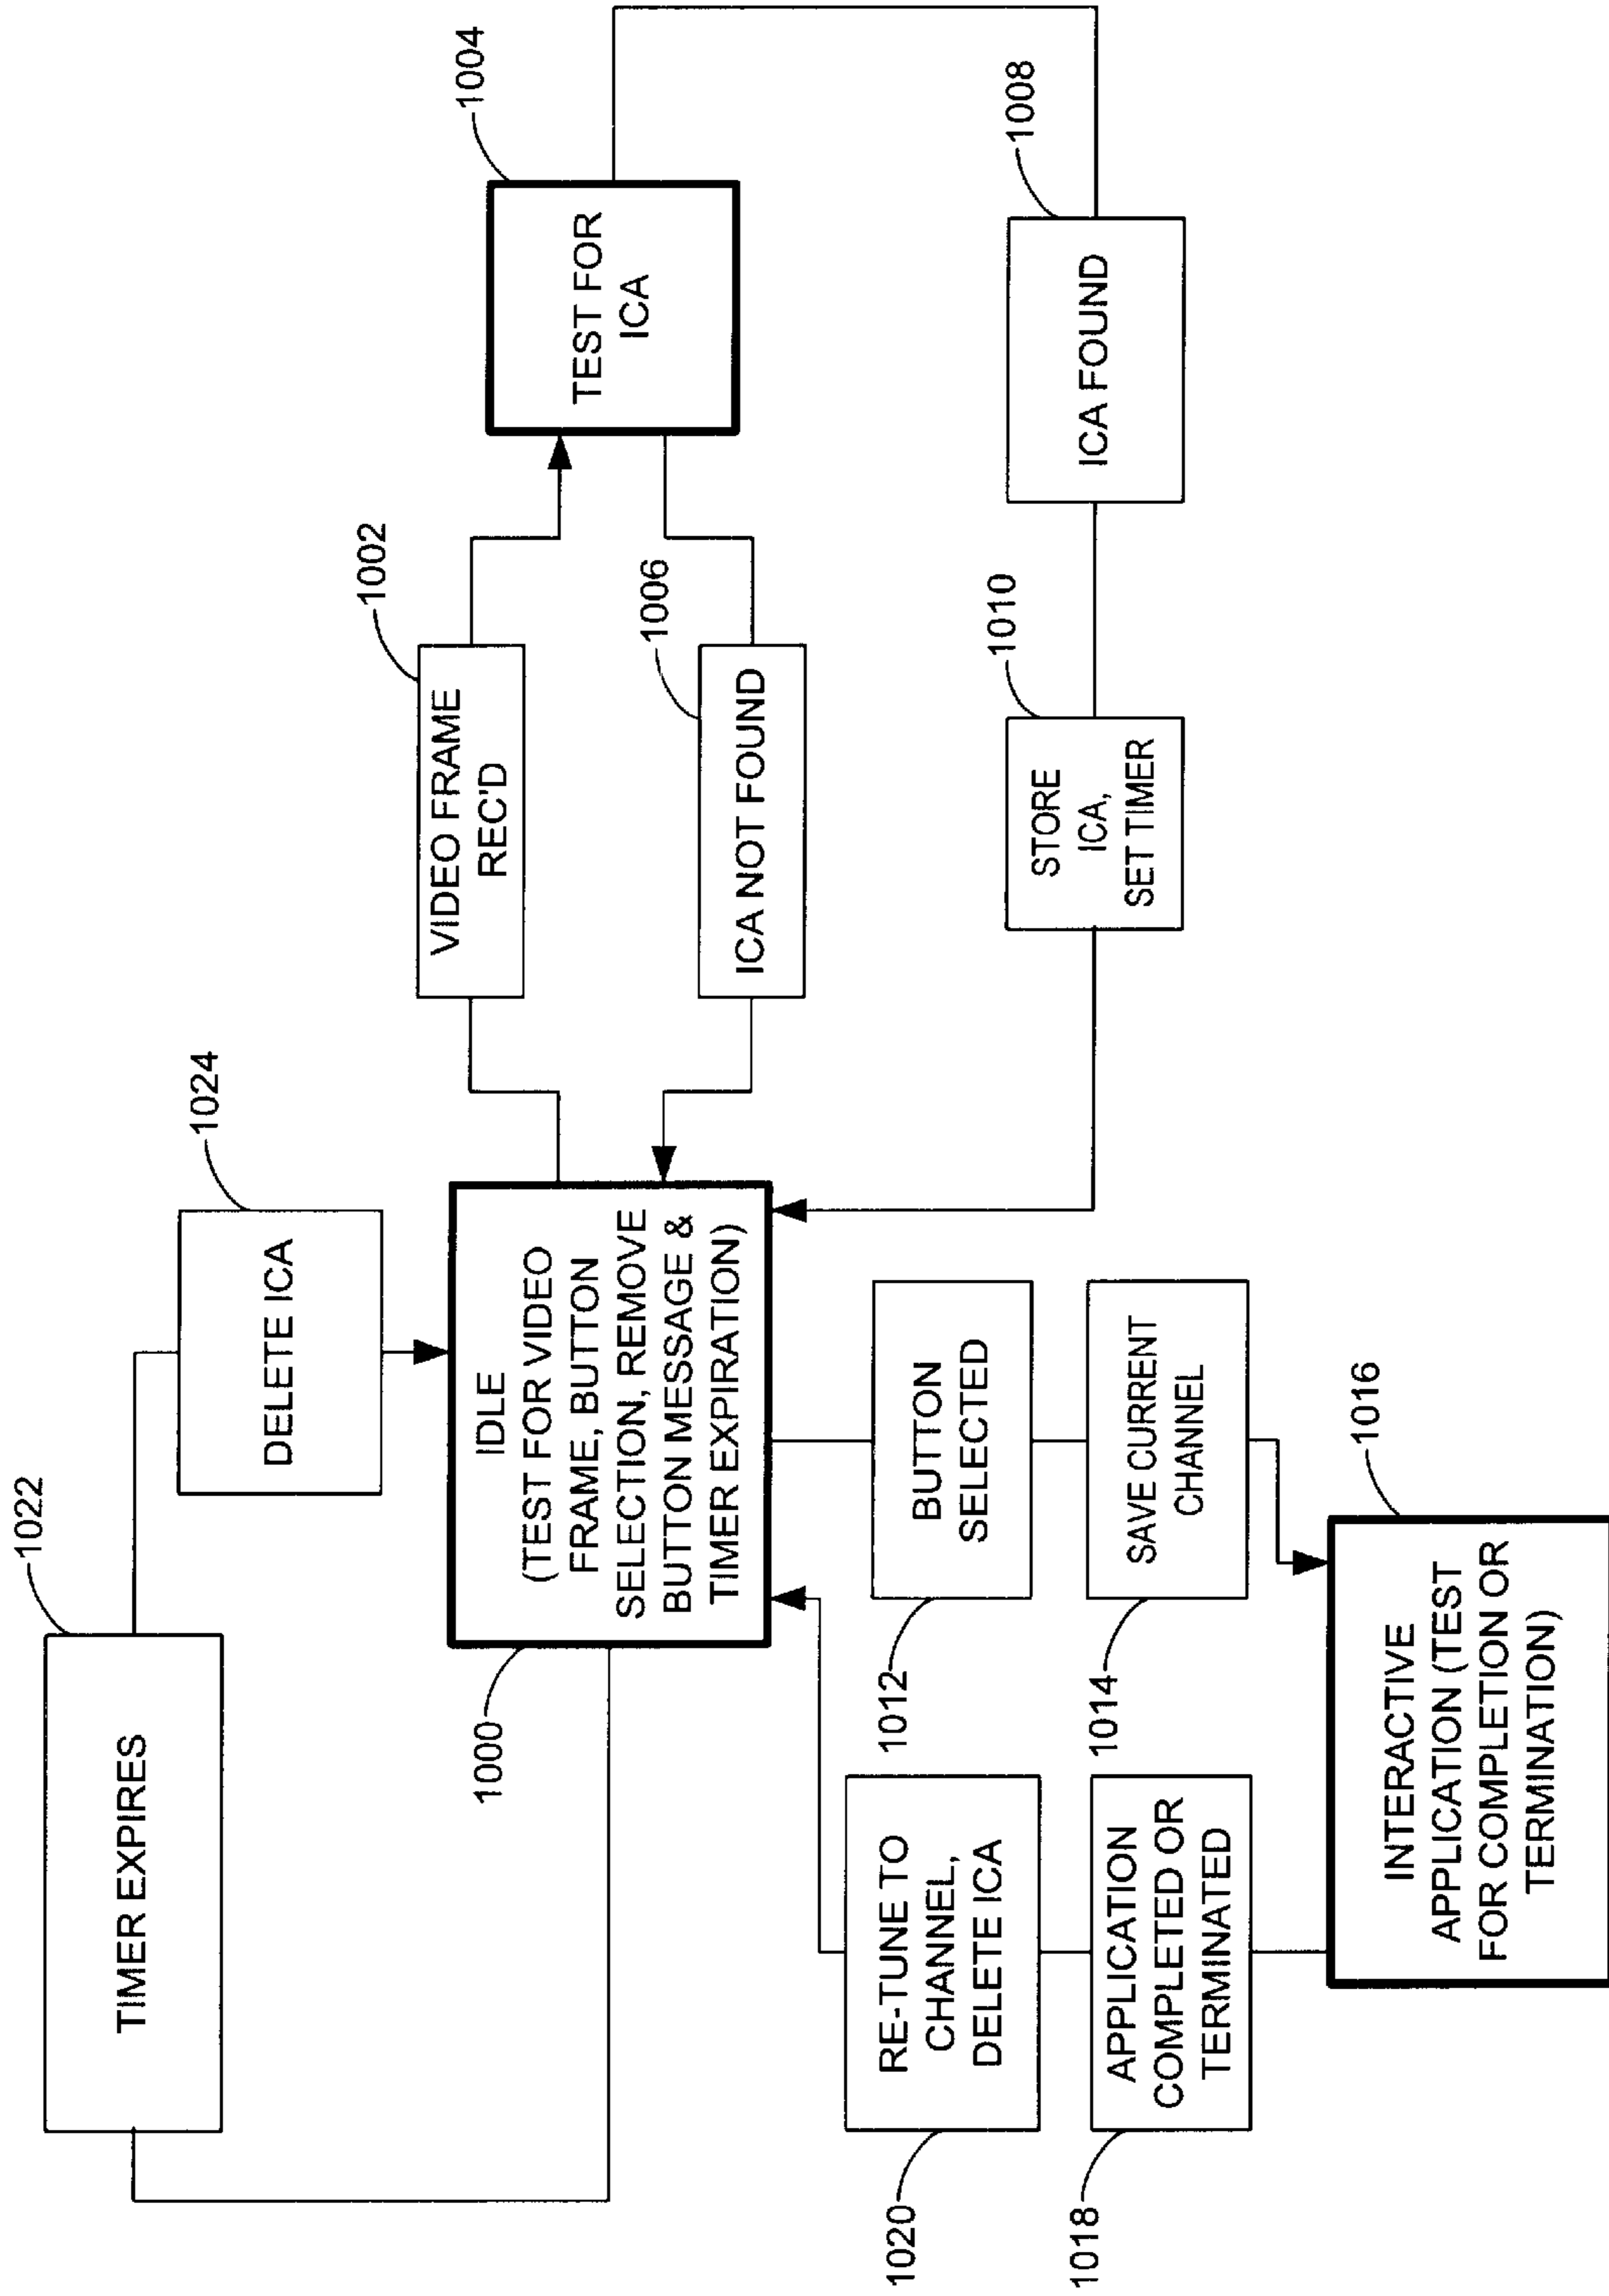 TIMER EXPIRES
1022
DELETE ICA
1024
IDLE
(TEST FOR VIDEO
FRAME, BUTTON
SELECTION, REMOVE
BUTTON MESSAGE &
TIMER EXPIRATION)
1000
VIDEO FRAME
REC'D
1002
ICA NOT FOUND
1006
TEST FOR
ICA
1004
ICA FOUND
1008
STORE
ICA,
SET TIMER
1010
BUTTON
SELECTED
1012
SAVE CURRENT
CHANNEL
1014
INTERACTIVE
APPLICATION (TEST
FOR COMPLETION OR
TERMINATION)
1016
APPLICATION
COMPLETED OR
TERMINATED
1018
RE-TUNE TO
CHANNEL,
DELETE ICA
1020